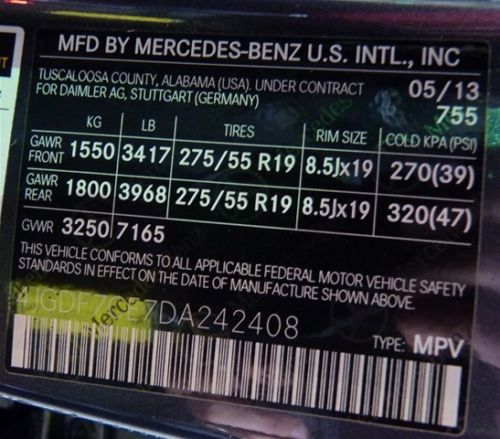 MFD BY MERCEDES-BENZ U.S. INTL., INC
TUSCALOOSA COUNTY, ALABAMA (USA). UNDER CONTRACT 05/13
FOR DAIMLER AG, STUTTGART (GERMANY) 755
KG LB TIRES RIM SIZE COLD KPA (PSI)
GAWR FRONT 1550 3417 275/55 R19 8.5Jx19 270(39)
GAWR REAR 1800 3968 275/55 R19 8.5Jx19 320(47)
GVWR 3250 7165
THIS VEHICLE CONFORMS TO ALL APPLICABLE FEDERAL MOTOR VEHICLE SAFETY
STANDARDS IN EFFECT ON THE DATE OF MANUFACTURE SHOWN ABOVE.
TYPE: MPV